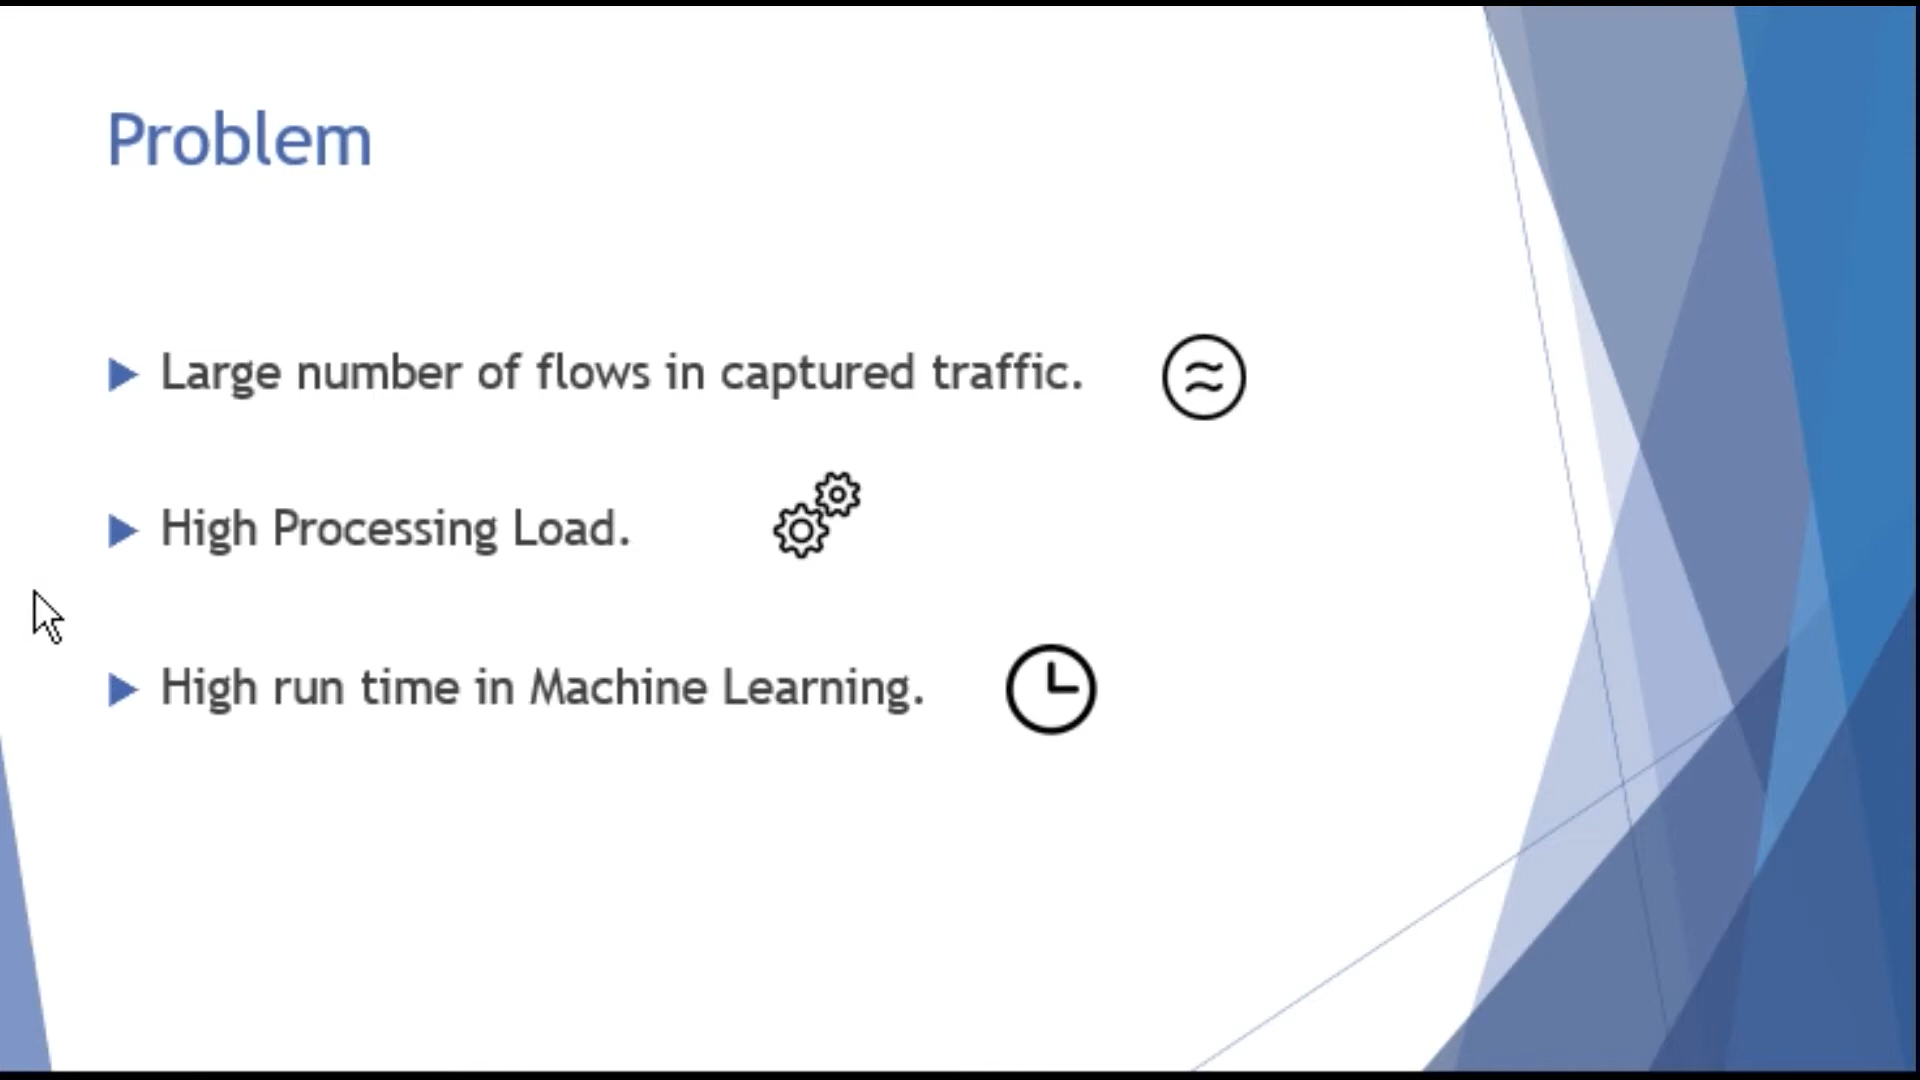 Problem
Large number of flows in captured traffic.
High Processing Load.
High run time in Machine Learning.